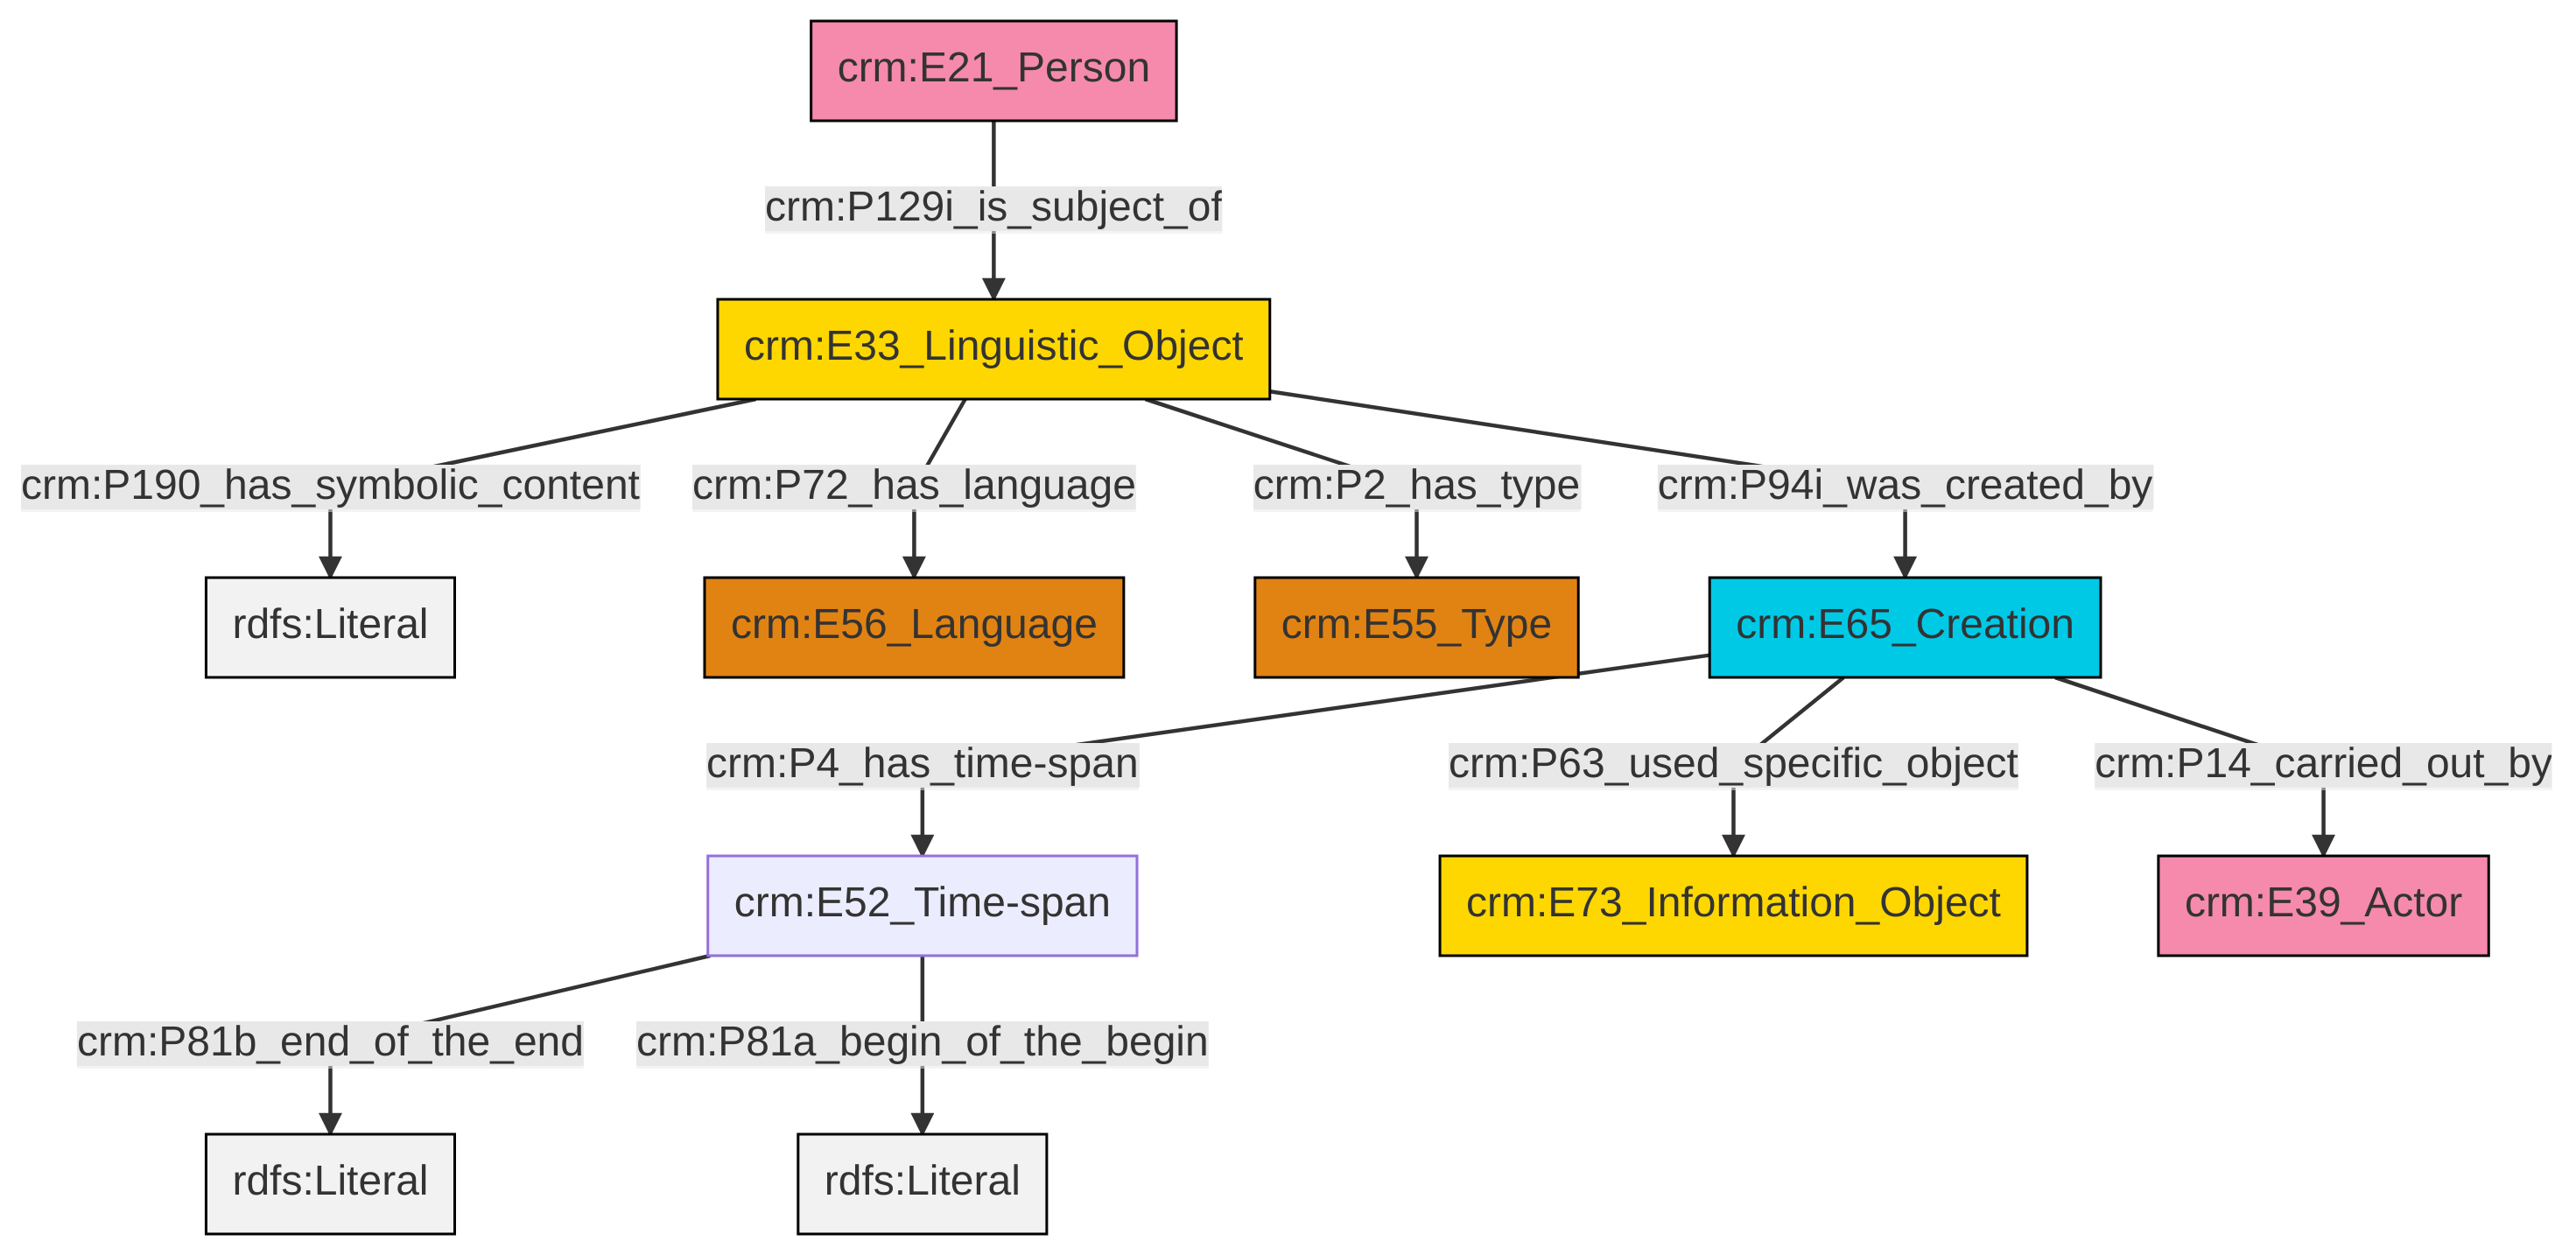 crm:E21_Person
crm:P129i_is_subject_of
crm:E33_Linguistic_Object
crm:P190_has_symbolic_content
crm:P72_has_language
crm:P2_has_type
crm:P94i_was_created_by
rdfs:Literal
crm:E56_Language
crm:E55_Type
crm:E65_Creation
crm:P4_has_time-span
crm:P63_used_specific_object
crm:P14_carried_out_by
crm:E52_Time-span
crm:E73_Information_Object
crm:E39_Actor
crm:P81b_end_of_the_end
crm:P81a_begin_of_the_begin
rdfs:Literal
rdfs:Literal